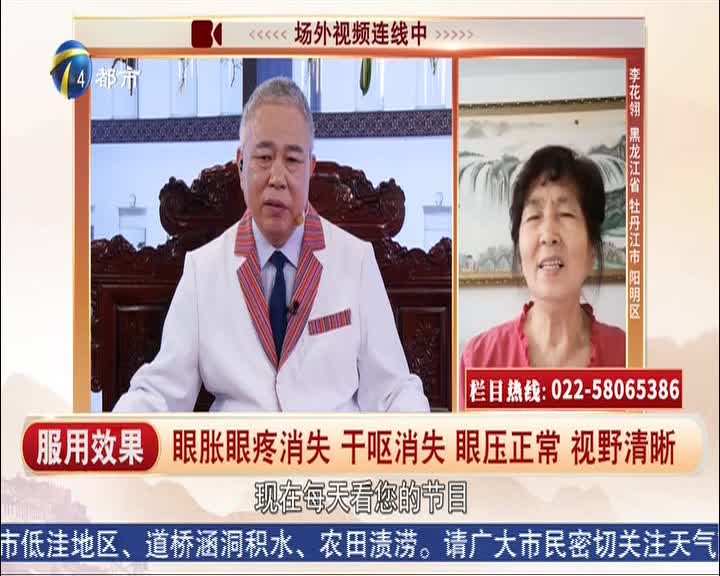 <<<<< 场外视频连线中 >>>>>
4 都市
李花翎 黑龙江省 牡丹江市 阳明区
栏目热线: 022-58065386
服用效果 眼胀眼疼消失 干呕消失 眼压正常 视野清晰
现在每天看您的节目
市低洼地区、道桥涵洞积水、农田渍涝。请广大市民密切关注天气